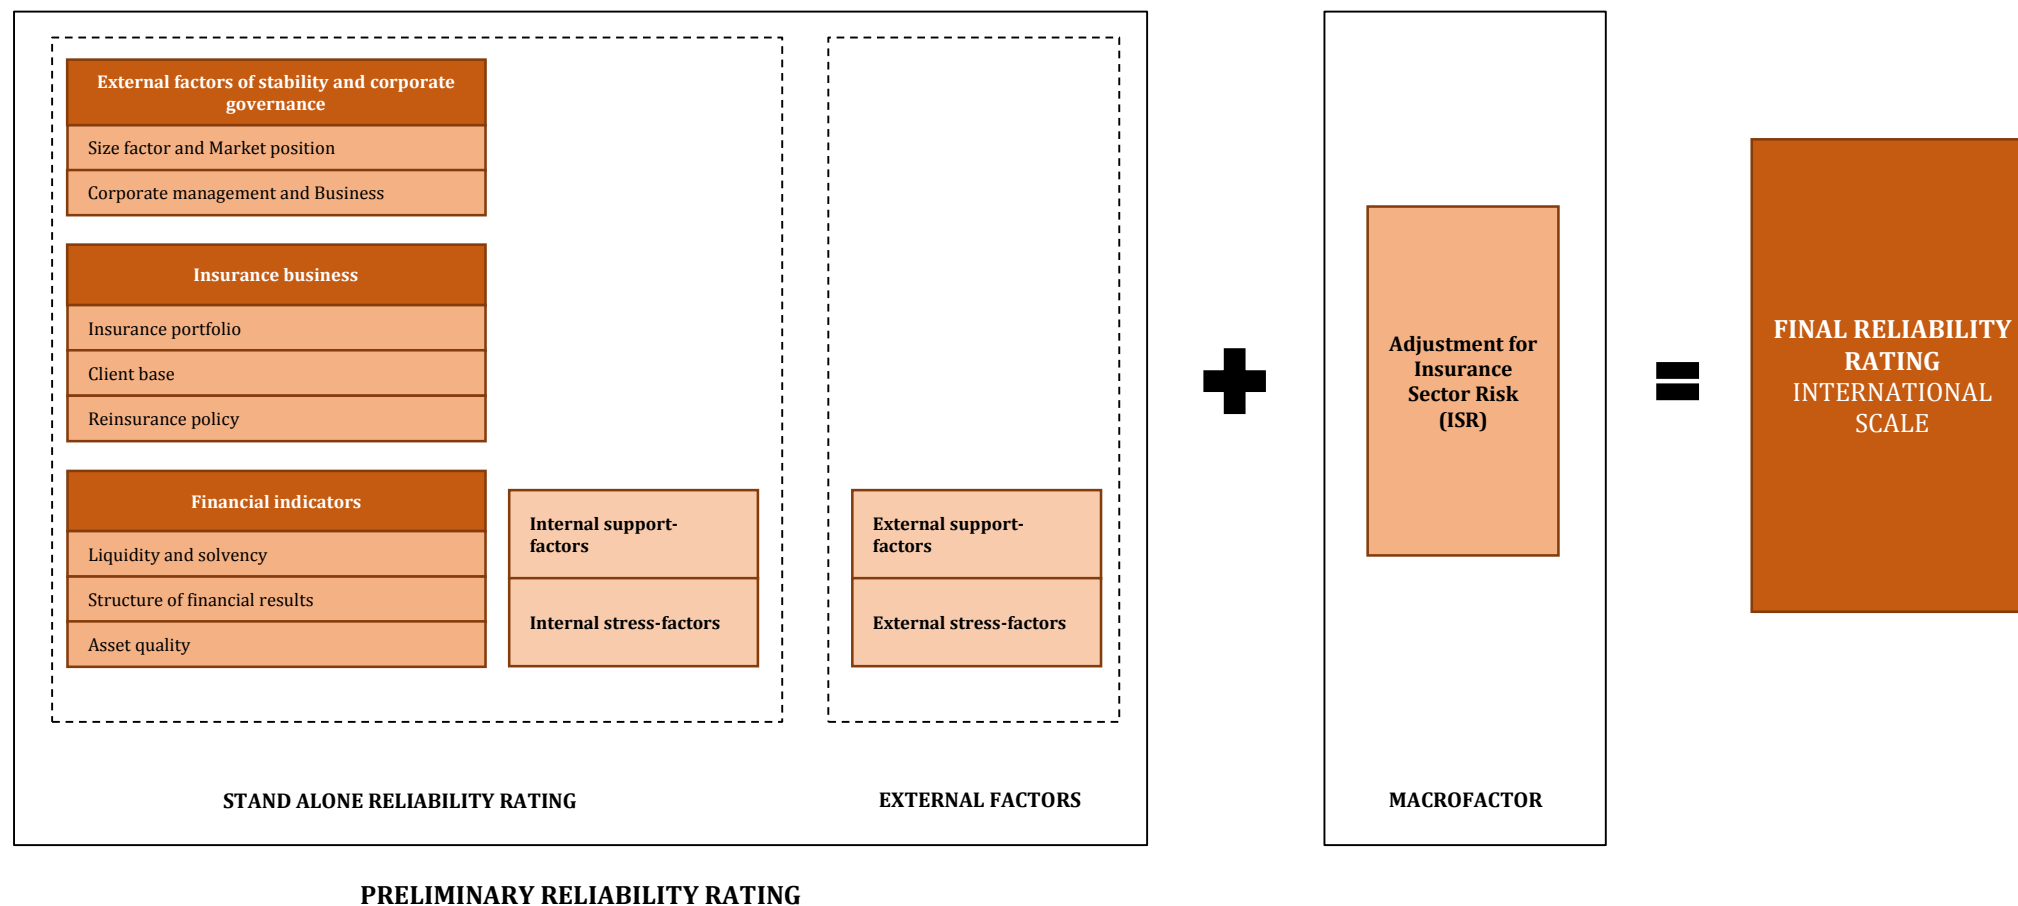 External factors of stability and corporate
governance
Size factor and Market position
Corporate management and Business
Insurance business
Insurance portfolio
Client base
Reinsurance policy
Financial indicators
Liquidity and solvency
Structure of financial results
Asset quality
Internal support-
factors
Internal stress-factors
External support-
factors
External stress-factors
STAND ALONE RELIABILITY RATING
EXTERNAL FACTORS
PRELIMINARY RELIABILITY RATING
Adjustment for
Insurance
Sector Risk
(ISR)
MACROFACTOR
FINAL RELIABILITY
RATING
INTERNATIONAL
SCALE